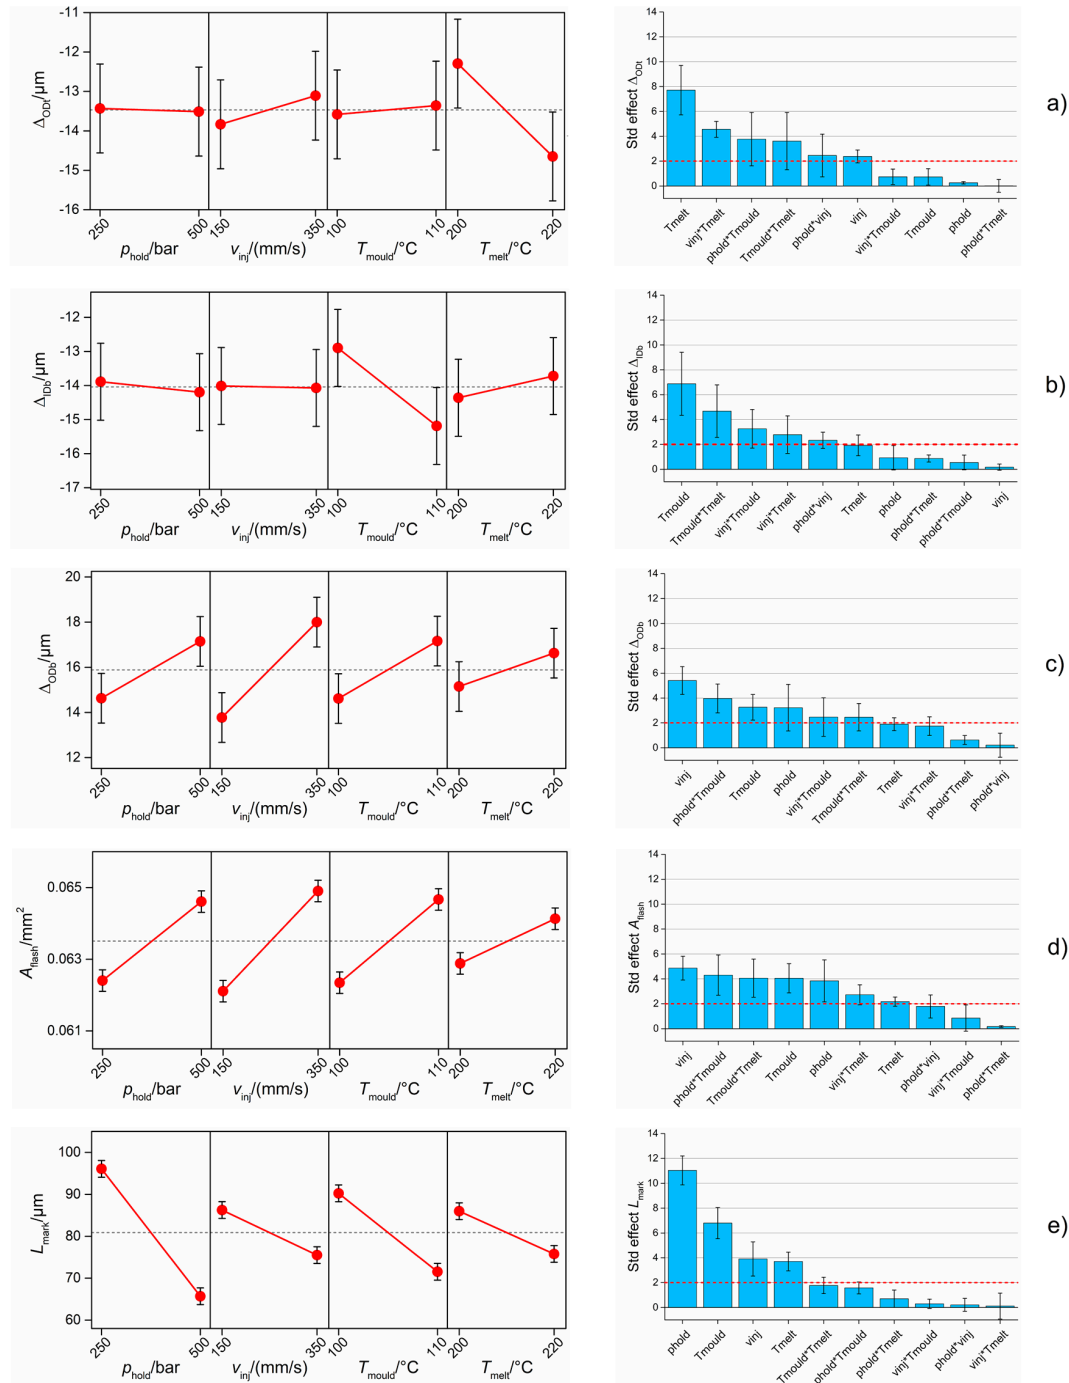 -11
-12
-13
-14
-15
-16
Δ_ODt/μm
250 500 150 350 100 110 200 220
p_hold/bar v_inj/(mm/s) T_mould/°C T_melt/°C
14
12
10
8
6
4
2
0
Std effect Δ_ODt
Tmelt vinj*Tmelt phold*Tmould Tmould*Tmelt phold*vinj vinj vinj*Tmould Tmould phold phold*Tmelt
a)
-12
-13
-14
-15
-16
-17
Δ_IDb/μm
250 500 150 350 100 110 200 220
p_hold/bar v_inj/(mm/s) T_mould/°C T_melt/°C
14
12
10
8
6
4
2
0
Std effect Δ_IDb
Tmould Tmould*Tmelt vinj*Tmould vinj*Tmelt phold*vinj Tmelt phold phold*Tmelt phold*Tmould vinj
b)
20
18
16
14
12
Δ_ODb/μm
250 500 150 350 100 110 200 220
p_hold/bar v_inj/(mm/s) T_mould/°C T_melt/°C
14
12
10
8
6
4
2
0
Std effect Δ_ODb
vinj phold*Tmould Tmould phold vinj*Tmould Tmould*Tmelt Tmelt vinj*Tmelt phold*Tmelt phold*vinj
c)
0.065
0.063
0.061
A_flash/mm²
250 500 150 350 100 110 200 220
p_hold/bar v_inj/(mm/s) T_mould/°C T_melt/°C
14
12
10
8
6
4
2
0
Std effect A_flash
vinj phold*Tmould Tmould*Tmelt Tmould phold vinj*Tmelt Tmelt phold*vinj vinj*Tmould phold*Tmelt
d)
100
90
80
70
60
L_mark/μm
250 500 150 350 100 110 200 220
p_hold/bar v_inj/(mm/s) T_mould/°C T_melt/°C
14
12
10
8
6
4
2
0
Std effect L_mark
phold Tmould vinj Tmelt Tmould*Tmelt phold*Tmould phold*Tmelt vinj*Tmould phold*vinj vinj*Tmelt
e)